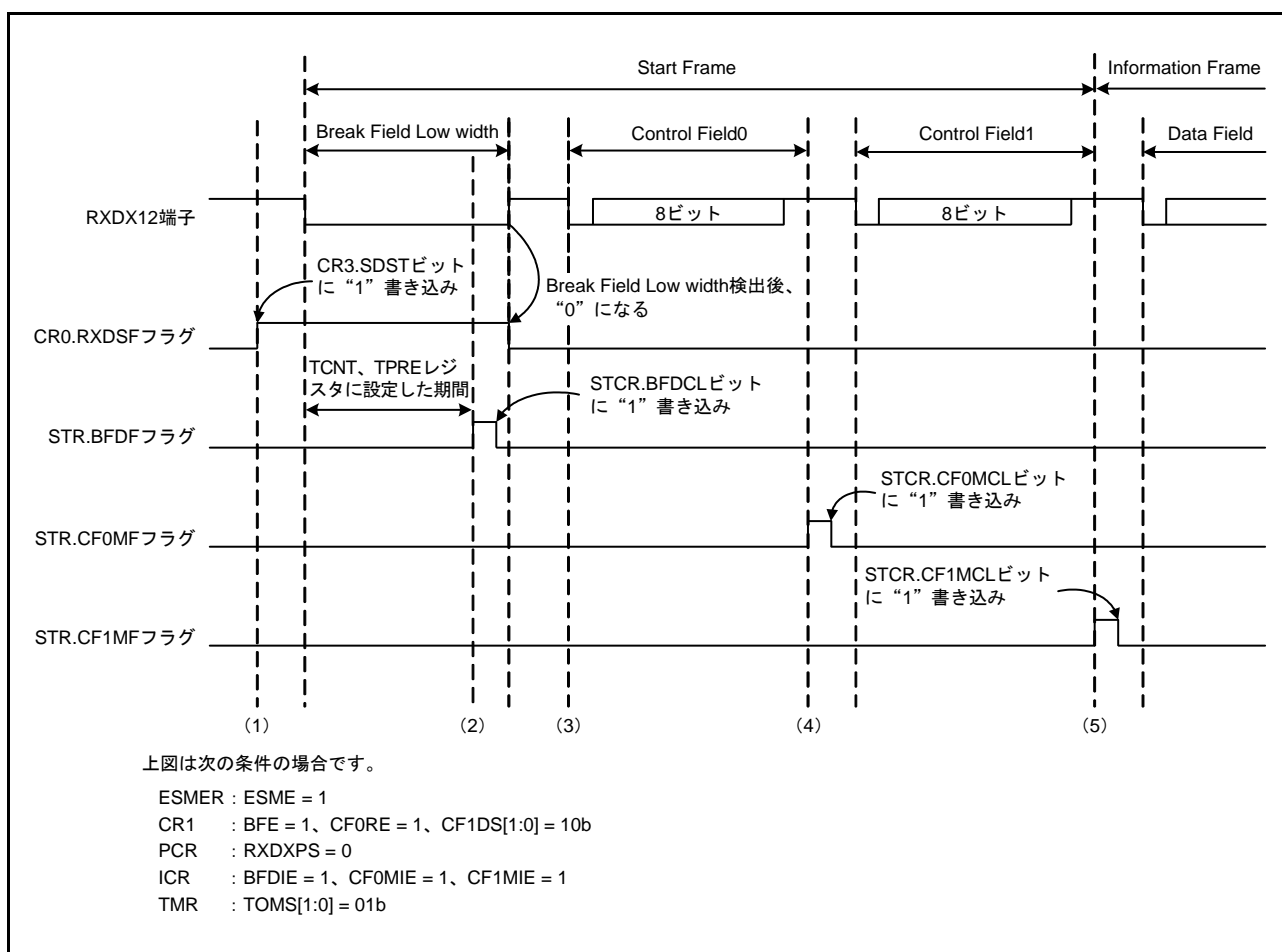 Start Frame
Information Frame
Break Field Low width
Control Field0
Control Field1
Data Field
RXDX12端子
8ビット
8ビット
CR3.SDSTビット
に“1”書き込み
Break Field Low width検出後、
“0”になる
CR0.RXDSFフラグ
TCNT、TPREレジ
スタに設定した期間
STCR.BFDCLビット
に“1”書き込み
STR.BFDFフラグ
STCR.CF0MCLビット
に“1”書き込み
STR.CF0MFフラグ
STCR.CF1MCLビット
に“1”書き込み
STR.CF1MFフラグ
(1)
(2)
(3)
(4)
(5)
上図は次の条件の場合です。
ESMER : ESME = 1
CR1 : BFE = 1、CF0RE = 1、CF1DS[1:0] = 10b
PCR : RXDXPS = 0
ICR : BFDIE = 1、CF0MIE = 1、CF1MIE = 1
TMR : TOMS[1:0] = 01b